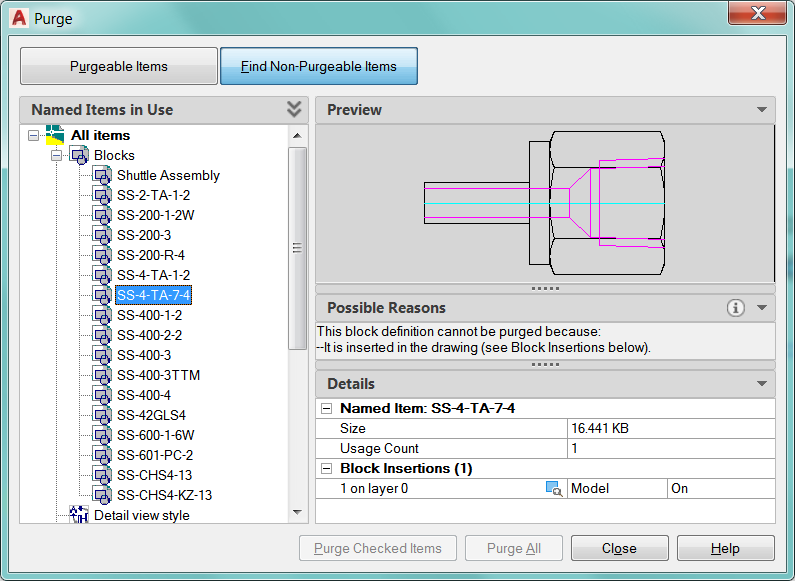 Purge
Purgeable Items
Find Non-Purgeable Items
Named Items in Use
All items
Blocks
Shuttle Assembly
SS-2-TA-1-2
SS-200-1-2W
SS-200-3
SS-200-R-4
SS-4-TA-1-2
SS-4-TA-7-4
SS-400-1-2
SS-400-2-2
SS-400-3
SS-400-3TTM
SS-400-4
SS-42GLS4
SS-600-1-6W
SS-601-PC-2
SS-CHS4-13
SS-CHS4-KZ-13
Detail view style
Preview
Possible Reasons
This block definition cannot be purged because:
--It is inserted in the drawing (see Block Insertions below).
Details
Named Item: SS-4-TA-7-4
Size 16.441 KB
Usage Count 1
Block Insertions (1)
1 on layer 0 Model On
Purge Checked Items
Purge All
Close
Help